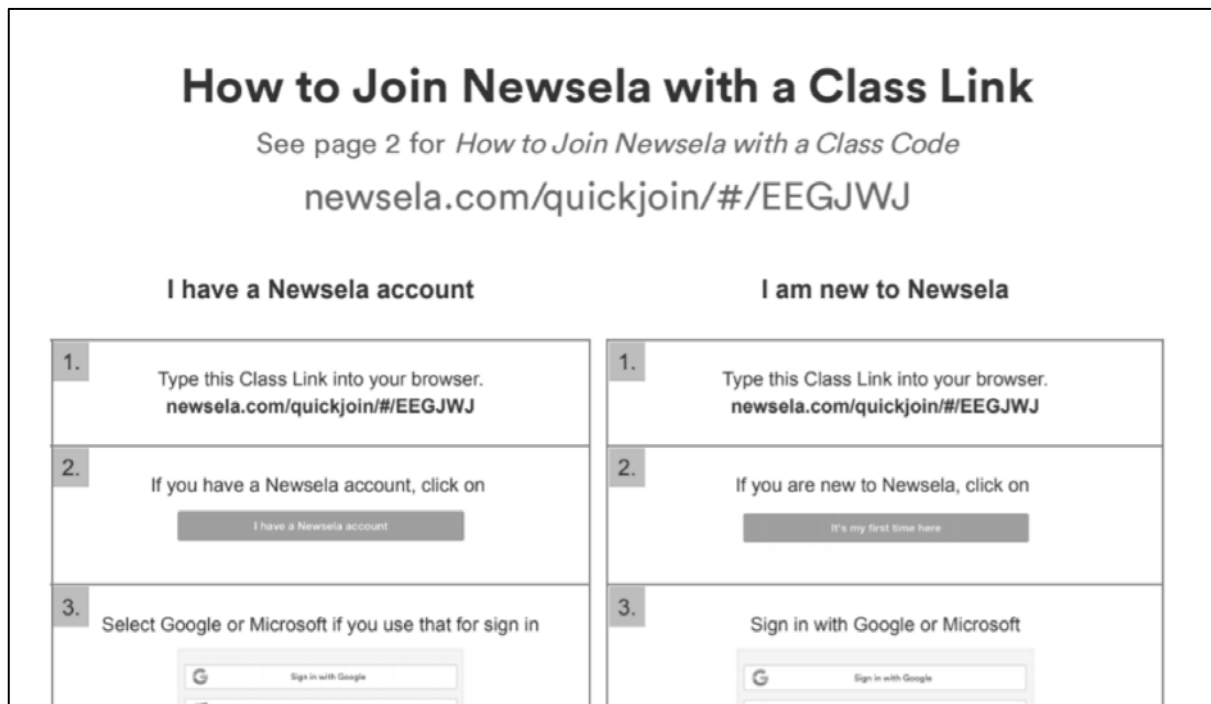 How to Join Newsela with a Class Link
See page 2 for How to Join Newsela with a Class Code
newsela.com/quickjoin/#/EEGJWJ
I have a Newsela account
1.
Type this Class Link into your browser.
newsela.com/quickjoin/#/EEGJWJ
2.
If you have a Newsela account, click on
I have a Newsela account
3.
Select Google or Microsoft if you use that for sign in
G
Sign in with Google
I am new to Newsela
1.
Type this Class Link into your browser.
newsela.com/quickjoin/#/EEGJWJ
2.
If you are new to Newsela, click on
It's my first time here
3.
Sign in with Google or Microsoft
G
Sign in with Google